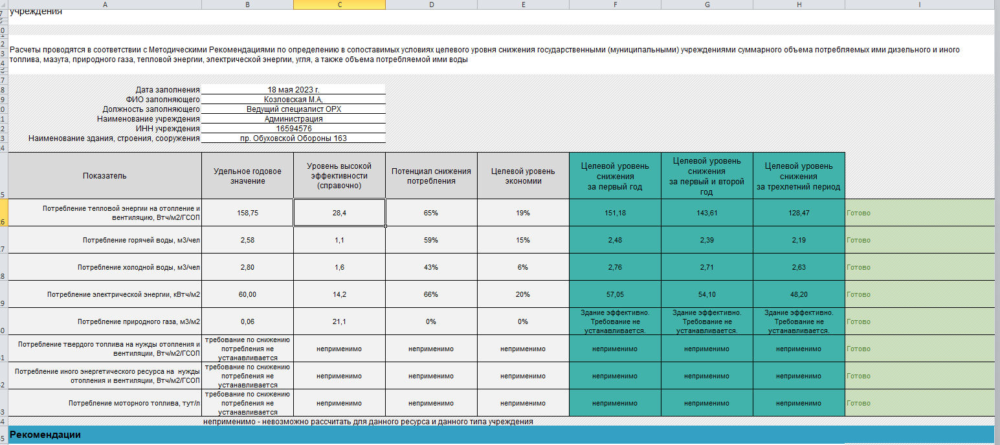 A B C D E F G H I
учреждения
Расчеты проводятся в соответствии с Методическими Рекомендациями по определению в сопоставимых условиях целевого уровня снижения государственными (муниципальными) учреждениями суммарного объема потребляемых ими дизельного и иного
топлива, мазута, природного газа, тепловой энергии, электрической энергии, угля, а также объема потребляемой ими воды
Дата заполнения 18 мая 2023 г.
ФИО заполняющего Козловская М.А,
Должность заполняющего Ведущий специалист ОРХ
Наименование учреждения Администрация
ИНН учреждения 16594576
Наименование здания, строения, сооружения пр. Обуховской Обороны 163
Показатель
Удельное годовое
значение
Уровень высокой
эффективности
(справочно)
Потенциал снижения
потребления
Целевой уровень
экономии
Целевой уровень
снижения
за первый год
Целевой уровень
снижения
за первый и второй
год
Целевой уровень
снижения
за трехлетний период
Потребление тепловой энергии на отопление и
вентиляцию, Втч/м2/ГСОП
158,75 28,4 65% 19% 151,18 143,61 128,47 Готово
Потребление горячей воды, м3/чел 2,58 1,1 59% 15% 2,48 2,39 2,19 Готово
Потребление холодной воды, м3/чел 2,80 1,6 43% 6% 2,76 2,71 2,63 Готово
Потребление электрической энергии, кВтч/м2 60,00 14,2 66% 20% 57,05 54,10 48,20 Готово
Потребление природного газа, м3/м2 0,06 21,1 0% 0%
Здание эффективно.
Требование не
устанавливается.
Здание эффективно.
Требование не
устанавливается.
Здание эффективно.
Требование не
устанавливается.
Готово
Потребление твердого топлива на нужды отопления и
вентиляции, Втч/м2/ГСОП
требование по снижению
потребления не
устанавливается
неприменимо неприменимо неприменимо неприменимо неприменимо неприменимо Готово
Потребление иного энергетического ресурса на нужды
отопления и вентиляции, Втч/м2/ГСОП
требование по снижению
потребления не
устанавливается
неприменимо неприменимо неприменимо неприменимо неприменимо неприменимо Готово
Потребление моторного топлива, тут/л
требование по снижению
потребления не
устанавливается
неприменимо неприменимо неприменимо неприменимо неприменимо неприменимо Готово
неприменимо - невозможно рассчитать для данного ресурса и данного типа учреждения
Рекомендации